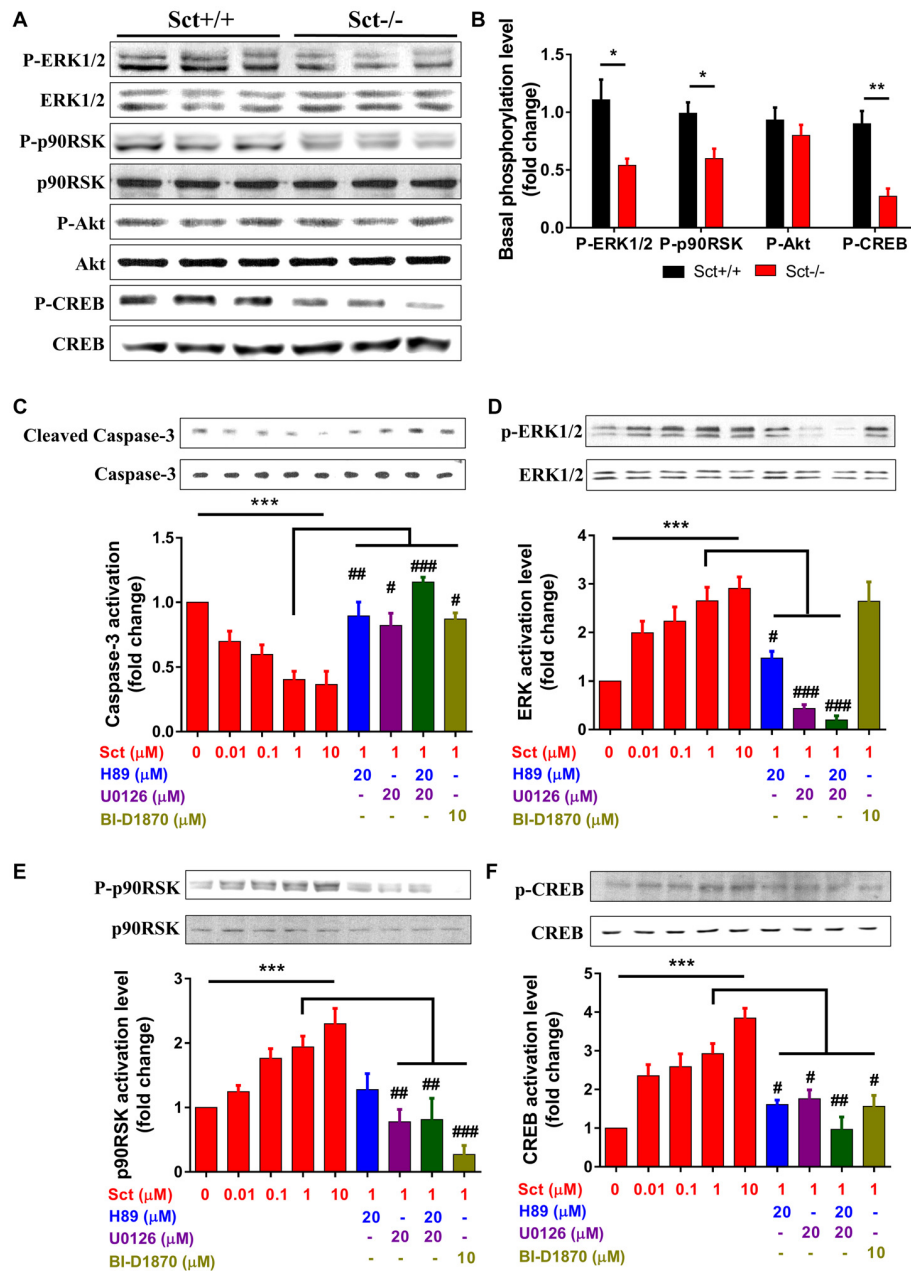 A
Sct+/+ Sct-/-
P-ERK1/2
ERK1/2
P-p90RSK
p90RSK
P-Akt
Akt
P-CREB
CREB
B
Basal phosphorylation level
(fold change)
1.5
1.0
0.5
0.0
* * **
P-ERK1/2 P-p90RSK P-Akt P-CREB
Sct+/+ Sct-/-
C
Cleaved Caspase-3
Caspase-3
Caspase-3 activation
(fold change)
1.5
1.0
0.5
0.0
***
## # ### #
Sct (μM) 0 0.01 0.1 1 10 1 1 1 1
H89 (μM) 20 - 20 -
U0126 (μM) - 20 20 -
BI-D1870 (μM) - - - 10
D
p-ERK1/2
ERK1/2
ERK activation level
(fold change)
4
3
2
1
0
***
# ### ###
Sct (μM) 0 0.01 0.1 1 10 1 1 1 1
H89 (μM) 20 - 20 -
U0126 (μM) - 20 20 -
BI-D1870 (μM) - - - 10
E
P-p90RSK
p90RSK
p90RSK activation level
(fold change)
3
2
1
0
***
## ## ###
Sct (μM) 0 0.01 0.1 1 10 1 1 1 1
H89 (μM) 20 - 20 -
U0126 (μM) - 20 20 -
BI-D1870 (μM) - - - 10
F
p-CREB
CREB
CREB activation level
(fold change)
5
4
3
2
1
0
***
# # ## #
Sct (μM) 0 0.01 0.1 1 10 1 1 1 1
H89 (μM) 20 - 20 -
U0126 (μM) - 20 20 -
BI-D1870 (μM) - - - 10